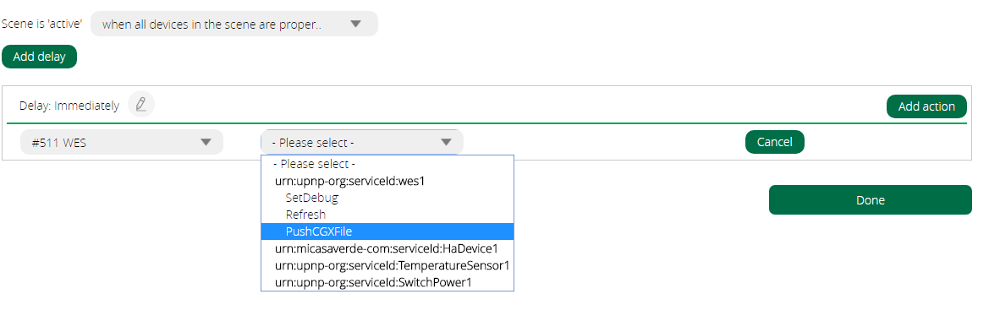 Scene is 'active' when all devices in the scene are proper..
Add delay
Delay: Immediately
Add action
#511 WES - Please select - Cancel
- Please select -
urn:upnp-org:serviceId:wes1
SetDebug
Refresh
PushCGXFile
urn:micasaverde-com:serviceId:HaDevice1
urn:upnp-org:serviceId:TemperatureSensor1
urn:upnp-org:serviceId:SwitchPower1
Done